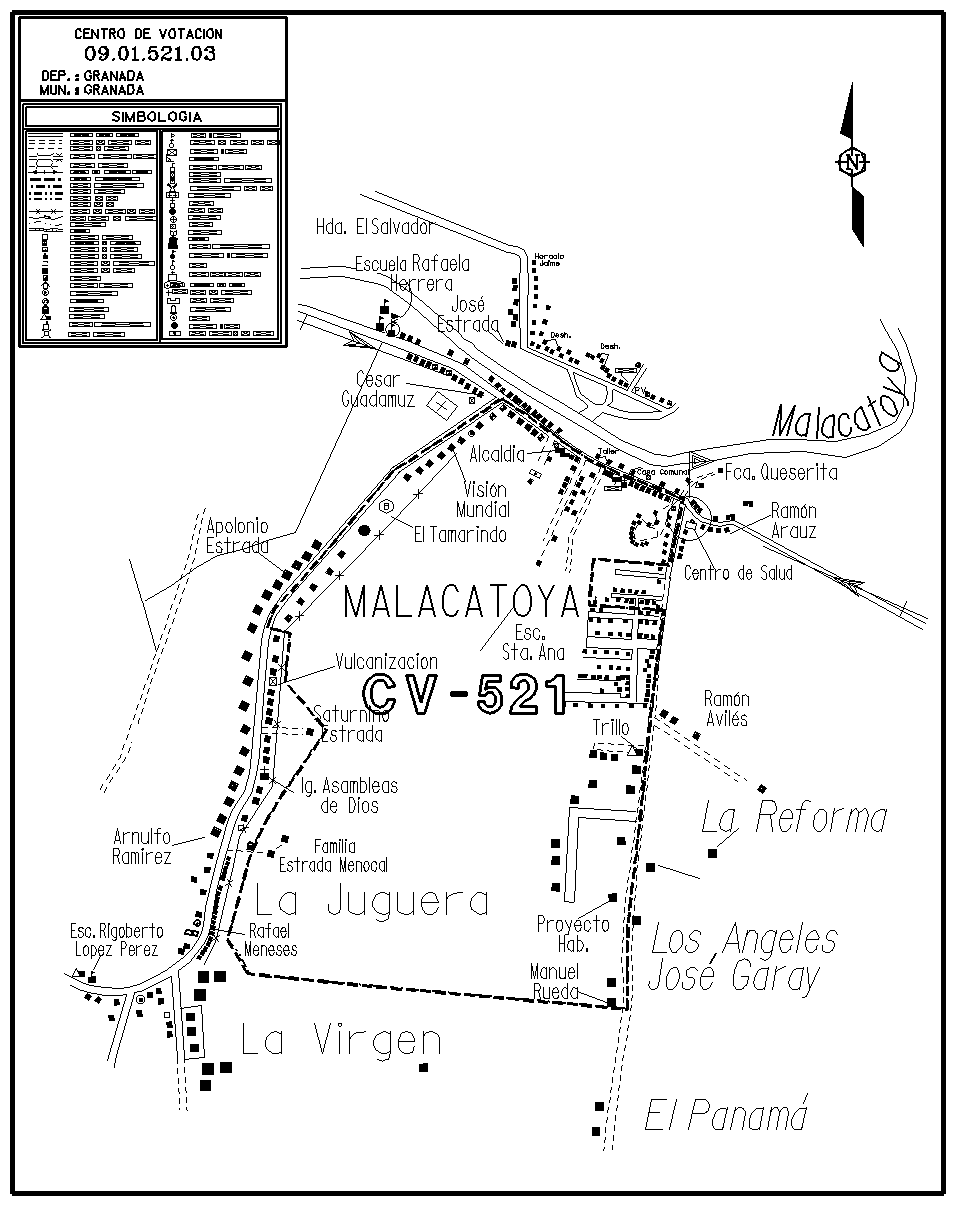 CENTRO DE VOTACION
09.01.521.03
DEP. : GRANADA
MUN. : GRANADA
SIMBOLOGIA
N
Hda. El Salvador
Escuela Rafaela
Herrera
José
Estrada
Desh.
Desh.
Cesar
Guadamuz
Malacatoya
Alcaldia
Taller
Casa Comunal
Fca. Queserita
Visión
Mundial
B
El Tamarindo
Ramón
Arauz
Apolonio
Estrada
Centro de Salud
MALACATOYA
Esc.
Sta. Ana
Vulcanizacion
CV-521
Saturnino
Estrada
Ramón
Avilés
Trillo
Ig. Asambleas
de Dios
La Reforma
Arnulfo
Ramirez
Familia
Estrada Menocal
La Juguera
Proyecto
Hab.
Esc. Rigoberto
Lopez Perez
Rafael
Meneses
Los Angeles
José Garay
Manuel
Rueda
La Virgen
El Panamá